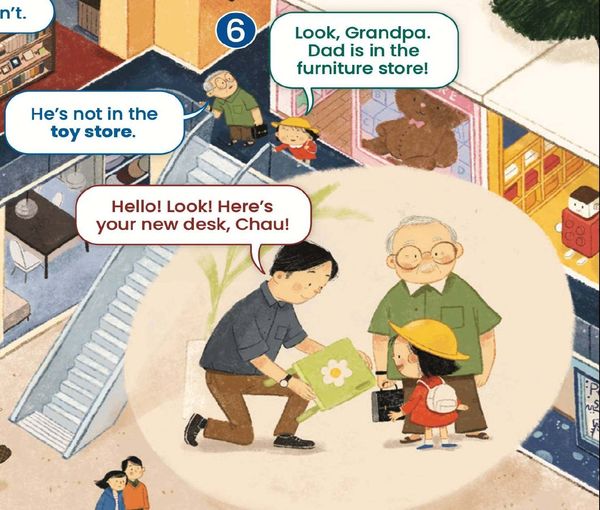 n't.
6
Look, Grandpa.
Dad is in the
furniture store!
He's not in the
toy store.
Hello! Look! Here's
your new desk, Chau!